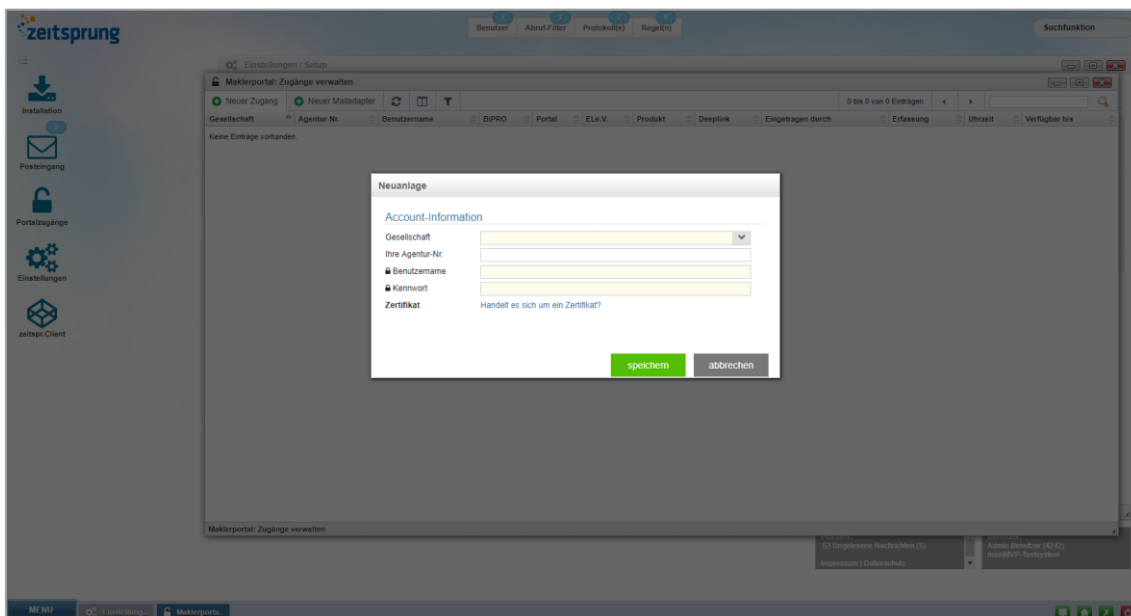 zeitsprung
Benutzer Abruf-Filter Protokoll(e) Regel(n)
Suchfunktion
Einstellungen / Setup
Maklerportal: Zugänge verwalten
Neuer Zugang Neuer Mailadapter 0 bis 0 von 0 Einträgen
Gesellschaft Agentur-Nr. Benutzername BiPRO Portal ELe.V. Produkt Deeplink Eingetragen durch Erfassung Uhrzeit Verfügbar bis
Keine Einträge vorhanden.
Installation
Posteingang
Portalzugänge
Einstellungen
zeitspr.Client
Neuanlage
Account-Information
Gesellschaft
Ihre Agentur-Nr.
Benutzername
Kennwort
Zertifikat Handelt es sich um ein Zertifikat?
speichern abbrechen
Maklerportal: Zugänge verwalten
Ungelesene Nachrichten (5)
Impressum | Datenschutz
Admin Benutzer (4242)
meinMVP-Testsystem
MENÜ Einstellung... Maklerporta...